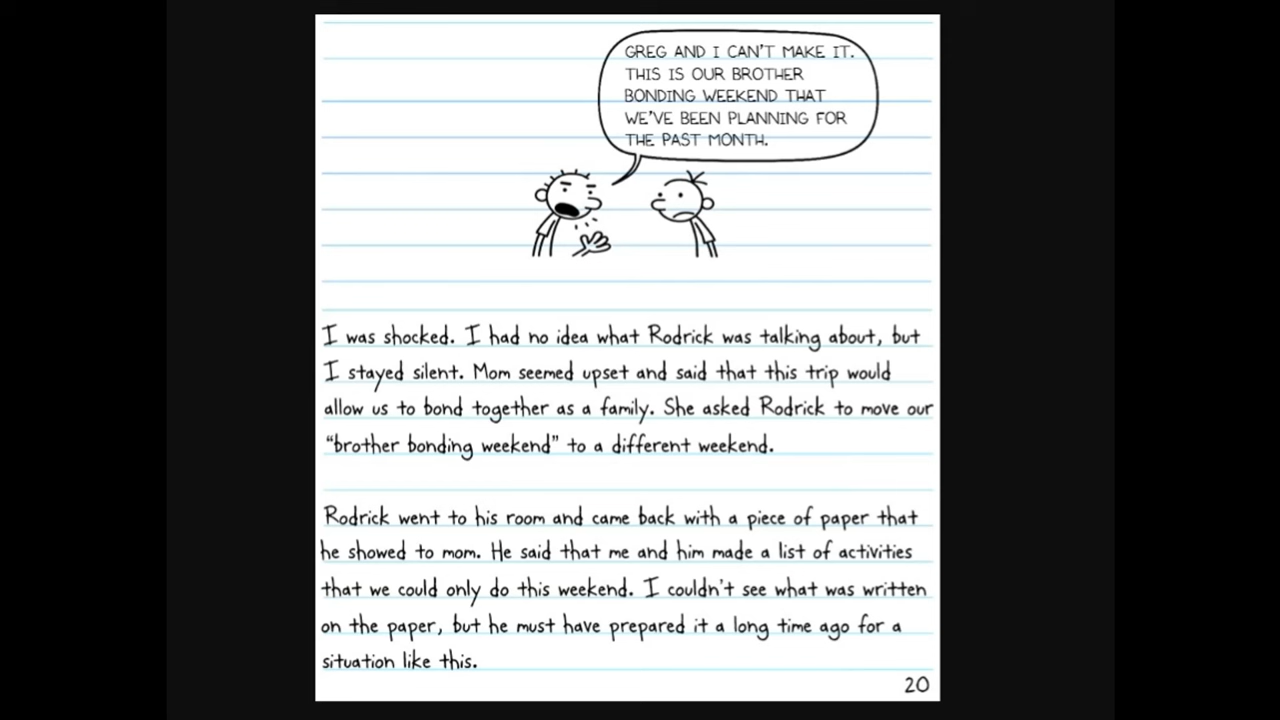 GREG AND I CAN'T MAKE IT.
THIS IS OUR BROTHER
BONDING WEEKEND THAT
WE'VE BEEN PLANNING FOR
THE PAST MONTH.
I was shocked. I had no idea what Rodrick was talking about, but
I stayed silent. Mom seemed upset and said that this trip would
allow us to bond together as a family. She asked Rodrick to move our
"brother bonding weekend" to a different weekend.
Rodrick went to his room and came back with a piece of paper that
he showed to mom. He said that me and him made a list of activities
that we could only do this weekend. I couldn't see what was written
on the paper, but he must have prepared it a long time ago for a
situation like this.
20